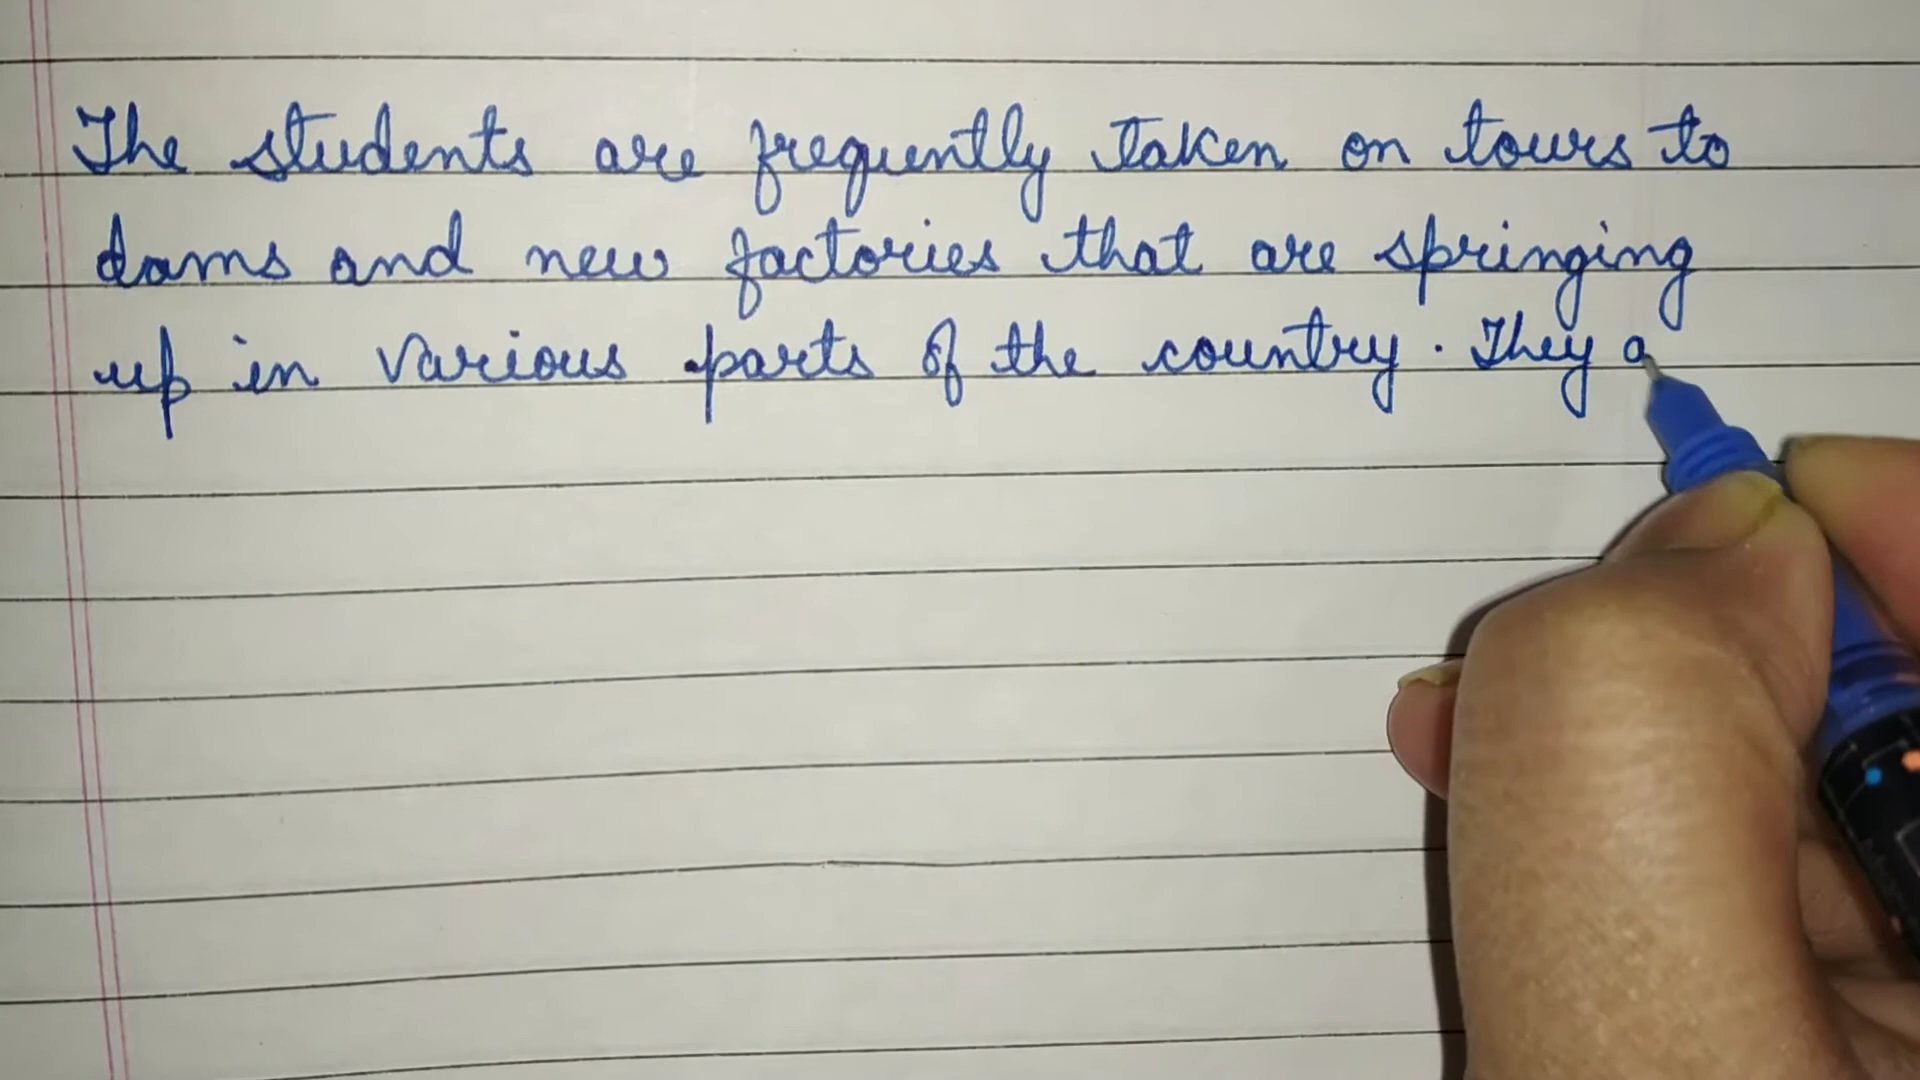 The students are frequently taken on tours to
dams and new factories that are springing
up in various parts of the country. They a